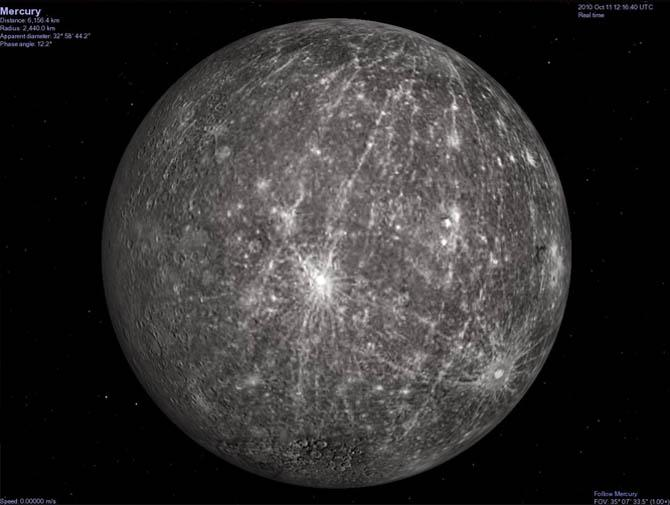 Mercury
Distance: 6,156.4 km
Radius: 2,440.0 km
Apparent diameter: 32° 58' 44.2"
Phase angle: 12.2°
2010 Oct 11 12:16:40 UTC
Real time
Speed: 0.00000 m/s
Follow Mercury
FOV: 35° 07' 33.5" (1.00×)